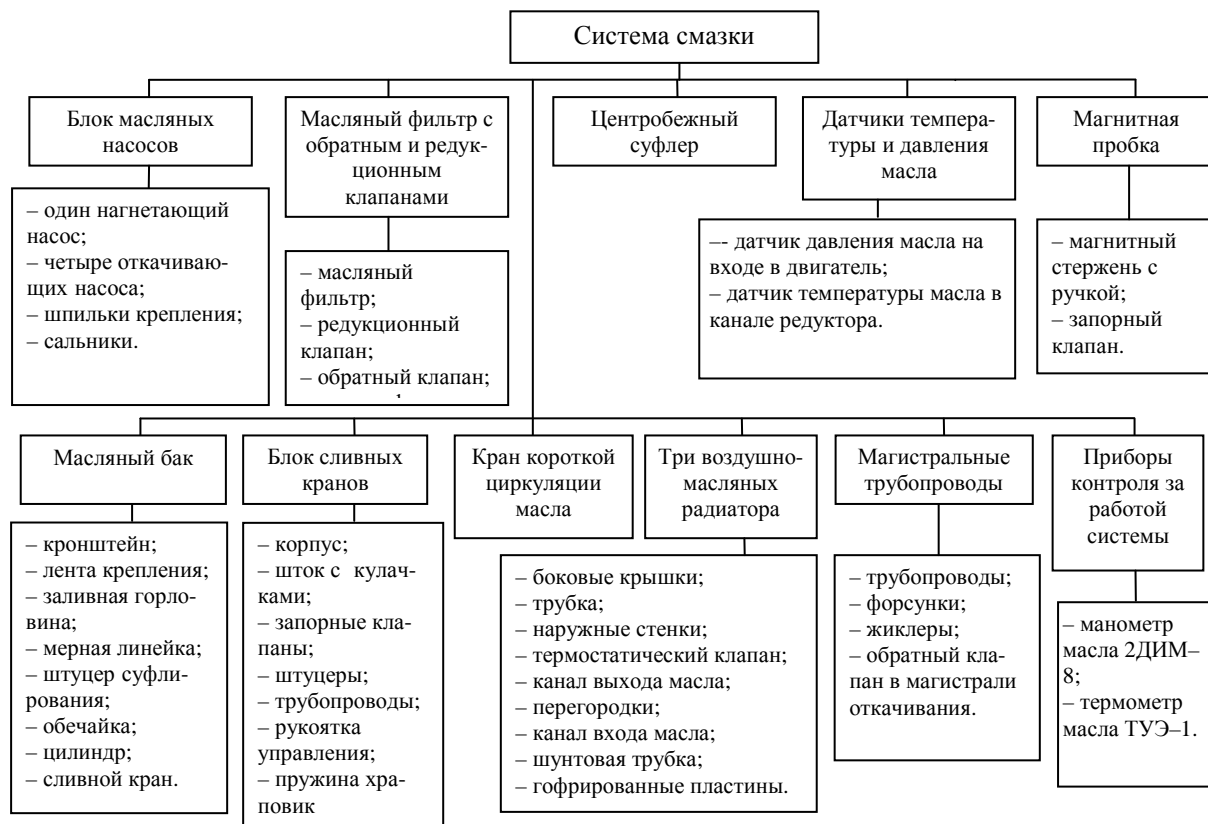 Система смазки
Блок масляных
насосов
– один нагнетающий
насос;
– четыре откачиваю-
щих насоса;
– шпильки крепления;
– сальники.
Масляный фильтр с
обратным и редук-
ционным
клапанами
– масляный
фильтр;
– редукционный
клапан;
– обратный клапан;
Центробежный
суфлер
Датчики темпера-
туры и давления
масла
–- датчик давления масла на
входе в двигатель;
– датчик температуры масла в
канале редуктора.
Магнитная
пробка
– магнитный
стержень с
ручкой;
– запорный
клапан.
Масляный бак
– кронштейн;
– лента крепления;
– заливная горло-
вина;
– мерная линейка;
– штуцер суфли-
рования;
– обечайка;
– цилиндр;
– сливной кран.
Блок сливных
кранов
– корпус;
– шток с кулач-
ками;
– запорные кла-
паны;
– штуцеры;
– трубопроводы;
– рукоятка
управления;
– пружина хра-
повик
Кран короткой
циркуляции
масла
Три воздушно-
масляных
радиатора
– боковые крышки;
– трубка;
– наружные стенки;
– термостатический клапан;
– канал выхода масла;
– перегородки;
– канал входа масла;
– шунтовая трубка;
– гофрированные пластины.
Магистральные
трубопроводы
– трубопроводы;
– форсунки;
– жиклеры;
– обратный кла-
пан в магистрали
откачивания.
Приборы
контроля за
работой
системы
– манометр
масла 2ДИМ–
8;
– термометр
масла ТУЭ–1.